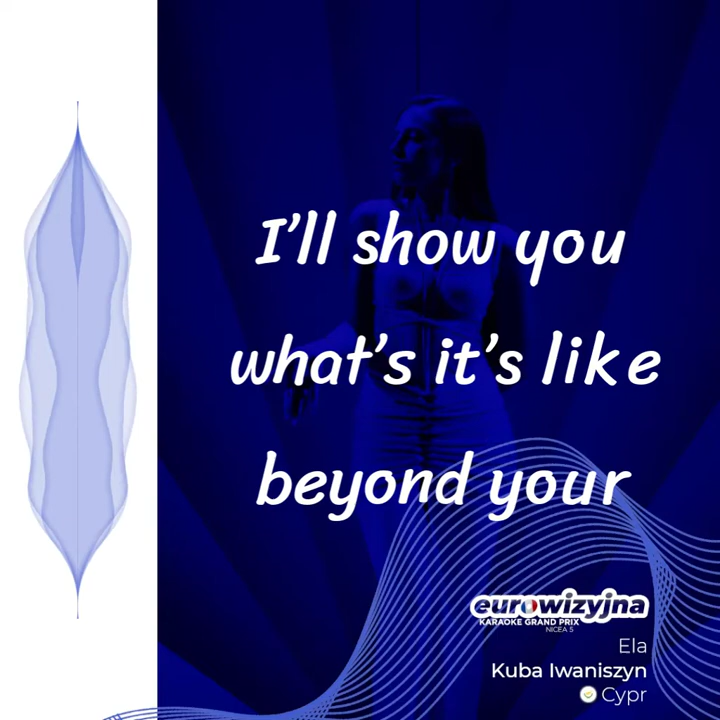 I’ll show you
what’s it’s like
beyond your
eurowizyjna
KARAOKE GRAND PRIX
NICEA 5
Ela
Kuba Iwaniszyn
Cypr